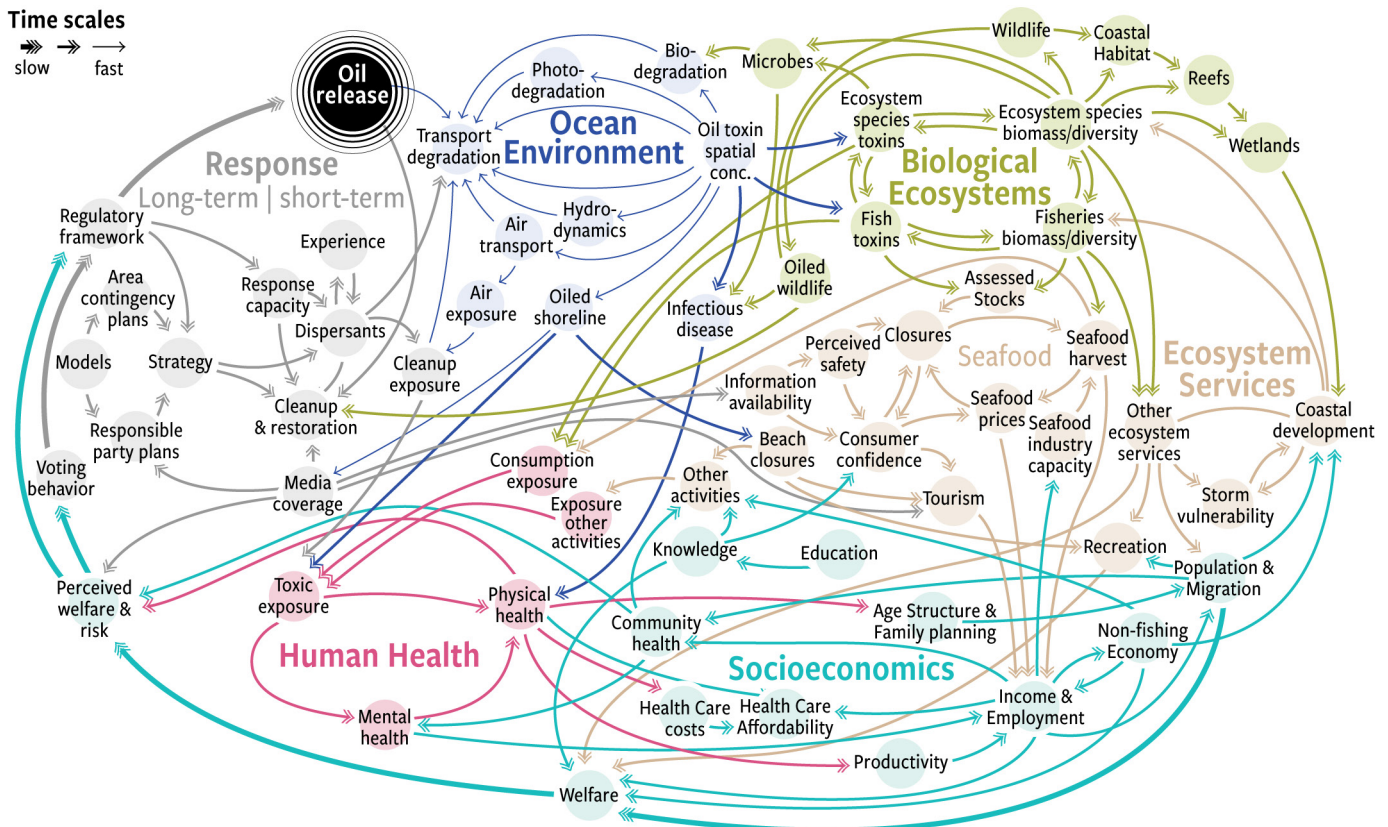 Time scales
slow
fast
Oil
release
Response
Long-term | short-term
Regulatory
framework
Experience
Area
contingency
plans
Response
capacity
Dispersants
Models
Strategy
Cleanup
exposure
Cleanup
& restoration
Responsible
party plans
Voting
behavior
Media
coverage
Perceived
welfare &
risk
Ocean
Environment
Transport
degradation
Photo-
degradation
Bio-
degradation
Oil toxin
spatial
conc.
Hydro-
dynamics
Air
transport
Air
exposure
Oiled
shoreline
Infectious
disease
Biological
Ecosystems
Microbes
Wildlife
Coastal
Habitat
Reefs
Wetlands
Ecosystem
species
toxins
Ecosystem species
biomass/diversity
Fish
toxins
Fisheries
biomass/diversity
Oiled
wildlife
Assessed
Stocks
Seafood
Ecosystem
Services
Closures
Perceived
safety
Seafood
harvest
Information
availability
Seafood
prices
Seafood
industry
capacity
Other
ecosystem
services
Coastal
development
Beach
closures
Consumer
confidence
Other
activities
Tourism
Storm
vulnerability
Recreation
Human Health
Consumption
exposure
Exposure
other
activities
Toxic
exposure
Physical
health
Mental
health
Socioeconomics
Knowledge
Education
Population &
Migration
Community
health
Age Structure &
Family planning
Non-fishing
Economy
Health Care
costs
Health Care
Affordability
Income &
Employment
Productivity
Welfare